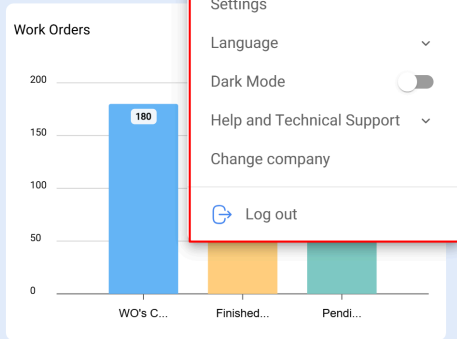 Settings
Work Orders
Language
Dark Mode
Help and Technical Support
Change company
Log out
200
150
100
50
0
180
WO's C...
Finished...
Pendi...